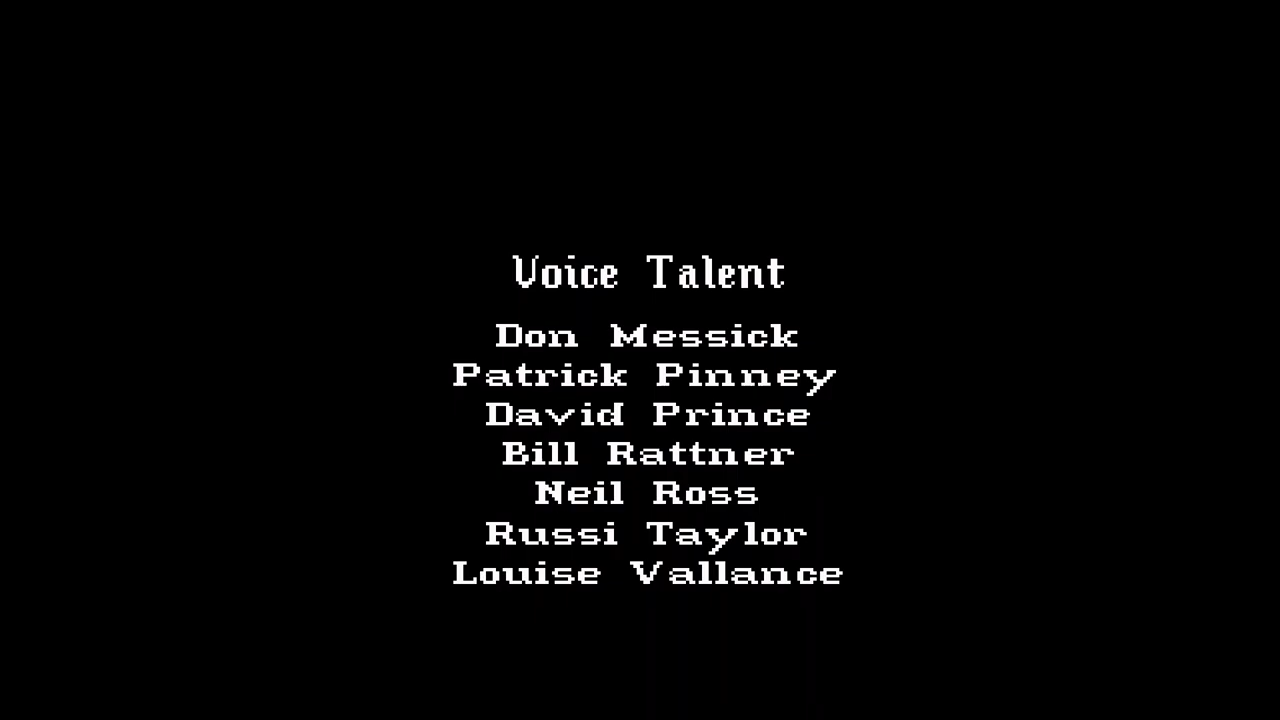 Voice Talent
Don Messick
Patrick Pinney
David Prince
Bill Rattner
Neil Ross
Russi Taylor
Louise Vallance